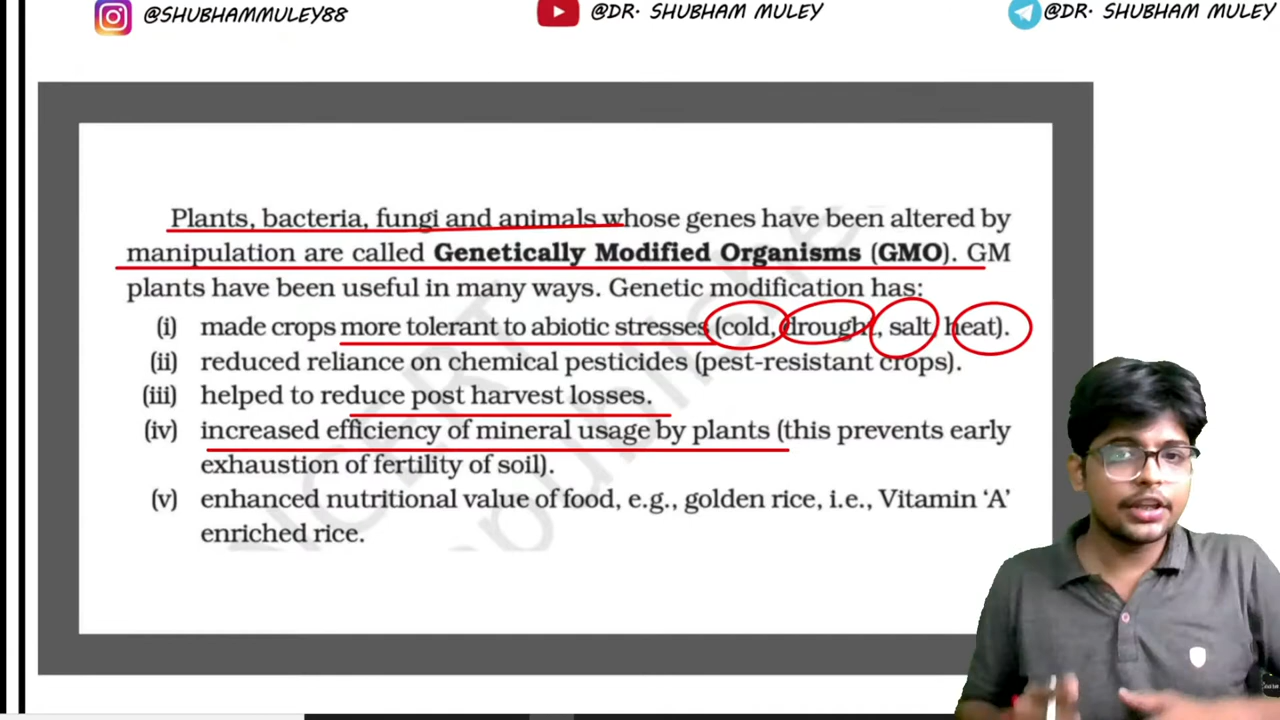 @SHUBHAMMULEY88 @DR. SHUBHAM MULEY @DR. SHUBHAM MULEY
Plants, bacteria, fungi and animals whose genes have been altered by
manipulation are called Genetically Modified Organisms (GMO). GM
plants have been useful in many ways. Genetic modification has:
(i) made crops more tolerant to abiotic stresses (cold, drought, salt, heat).
(ii) reduced reliance on chemical pesticides (pest-resistant crops).
(iii) helped to reduce post harvest losses.
(iv) increased efficiency of mineral usage by plants (this prevents early
exhaustion of fertility of soil).
(v) enhanced nutritional value of food, e.g., golden rice, i.e., Vitamin ‘A’
enriched rice.